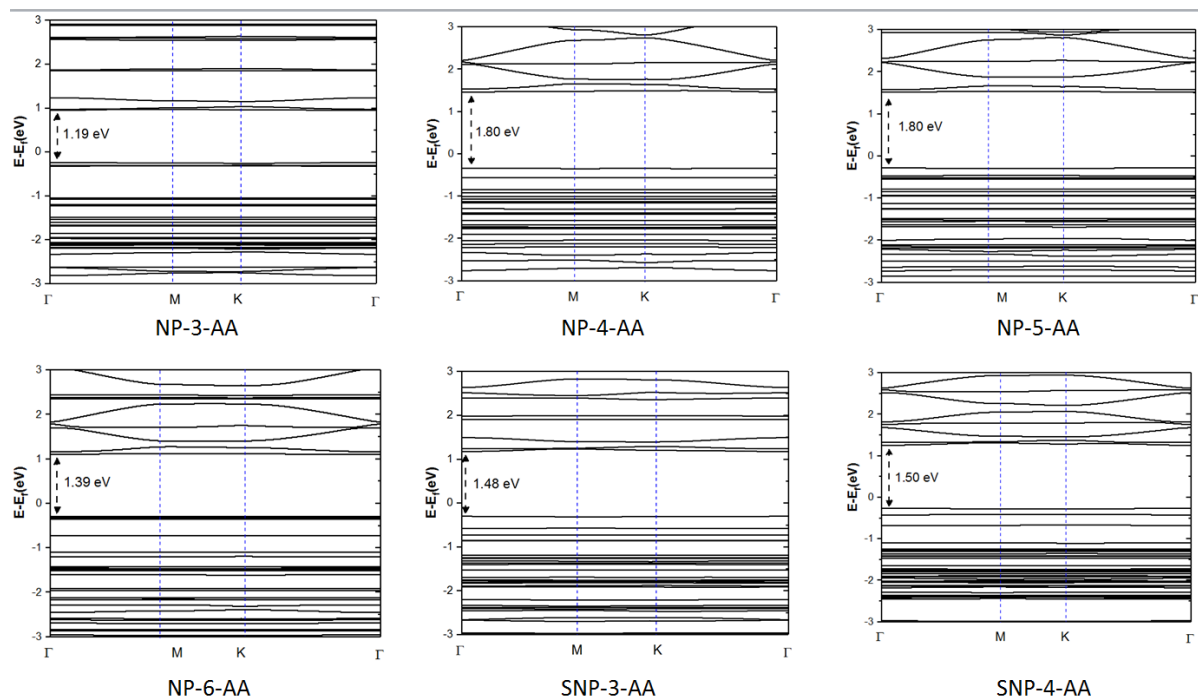 3
2
1
0
-1
-2
-3
E-Ef(eV)
1.19 eV
Γ M K Γ
NP-3-AA
3
2
1
0
-1
-2
-3
E-Ef(eV)
1.80 eV
Γ M K Γ
NP-4-AA
3
2
1
0
-1
-2
-3
E-Ef(eV)
1.80 eV
Γ M K Γ
NP-5-AA
3
2
1
0
-1
-2
-3
E-Ef(eV)
1.39 eV
Γ M K Γ
NP-6-AA
3
2
1
0
-1
-2
-3
E-Ef(eV)
1.48 eV
Γ M K Γ
SNP-3-AA
3
2
1
0
-1
-2
-3
E-Ef(eV)
1.50 eV
Γ M K Γ
SNP-4-AA